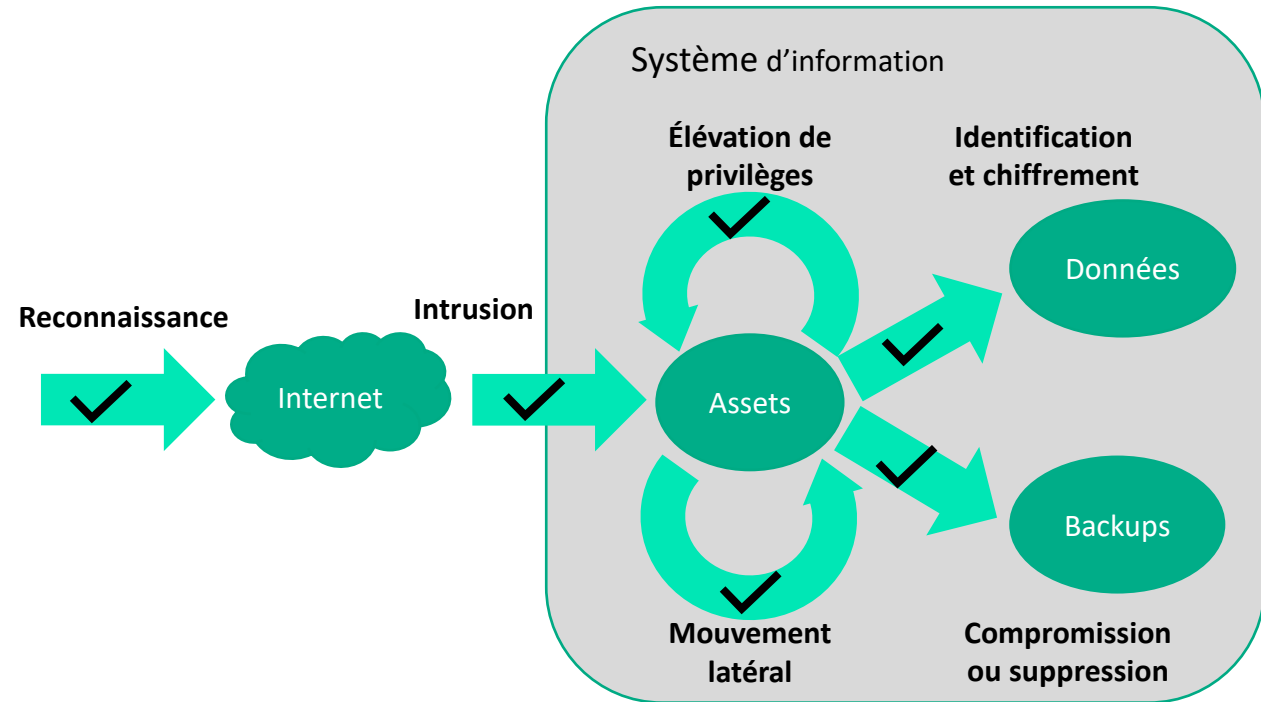 Système d’information
Élévation de
privilèges
Identification
et chiffrement
Données
Reconnaissance
Intrusion
Internet
Assets
Backups
Mouvement
latéral
Compromission
ou suppression